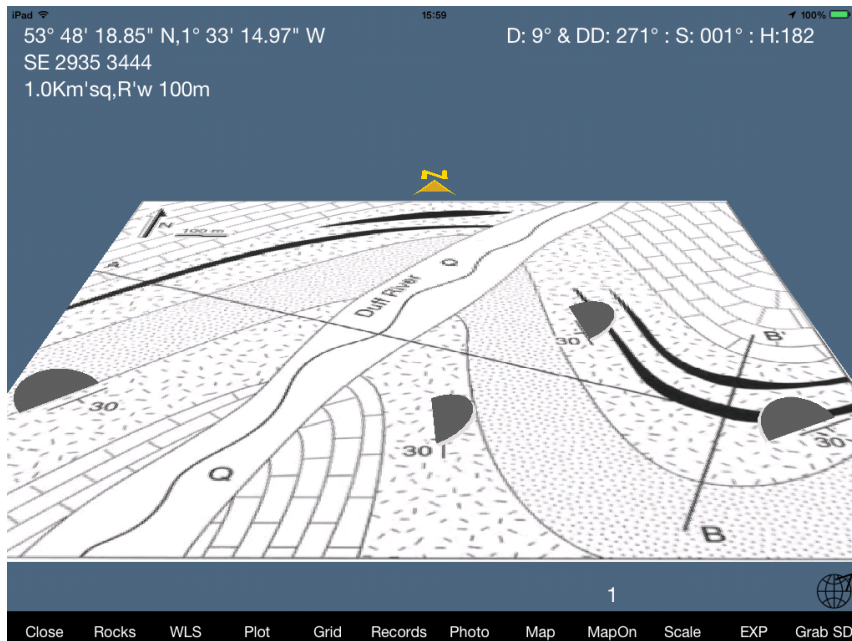 iPad 15:59 100%
53° 48' 18.85" N,1° 33' 14.97" W
D: 9° & DD: 271° : S: 001° : H:182
SE 2935 3444
1.0Km'sq,R'w 100m
N
N
100 m
A
Q
Duff River
30
B'
30
30
30
Q
B
1
Close Rocks WLS Plot Grid Records Photo Map MapOn Scale EXP Grab SD